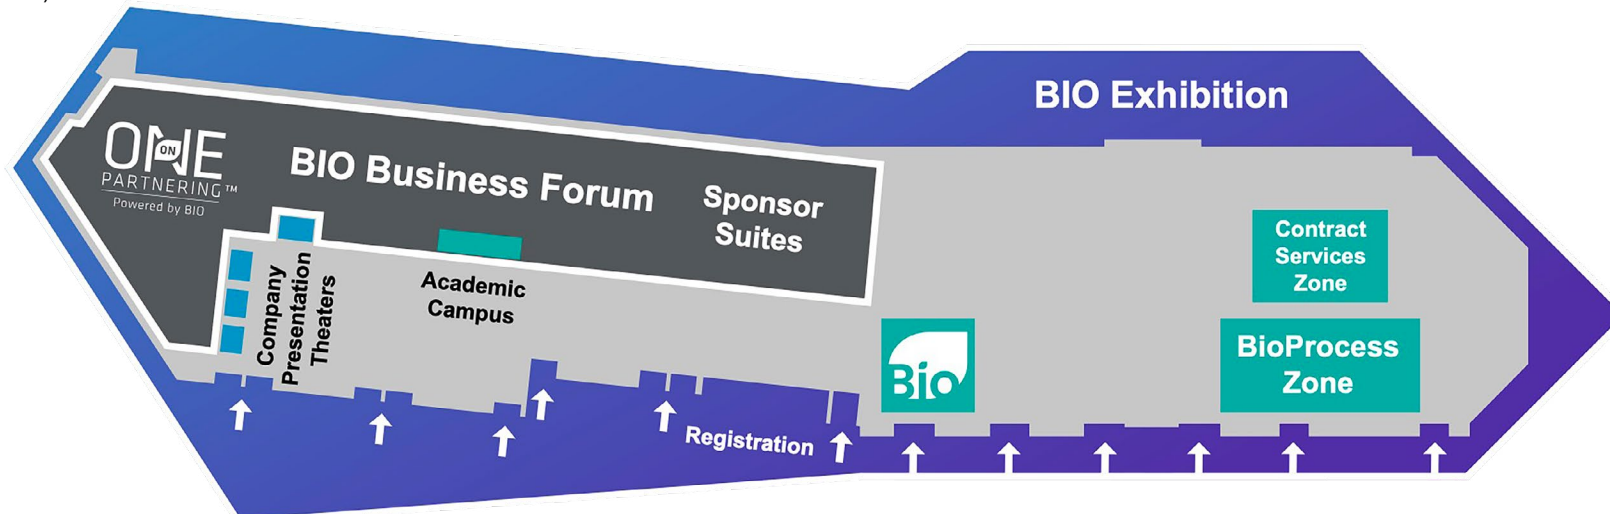 BIO Exhibition
ONE
ON
PARTNERING™
Powered by BIO
BIO Business Forum
Sponsor
Suites
Company
Presentation
Theaters
Academic
Campus
Contract
Services
Zone
BioProcess
Zone
Bio
Registration